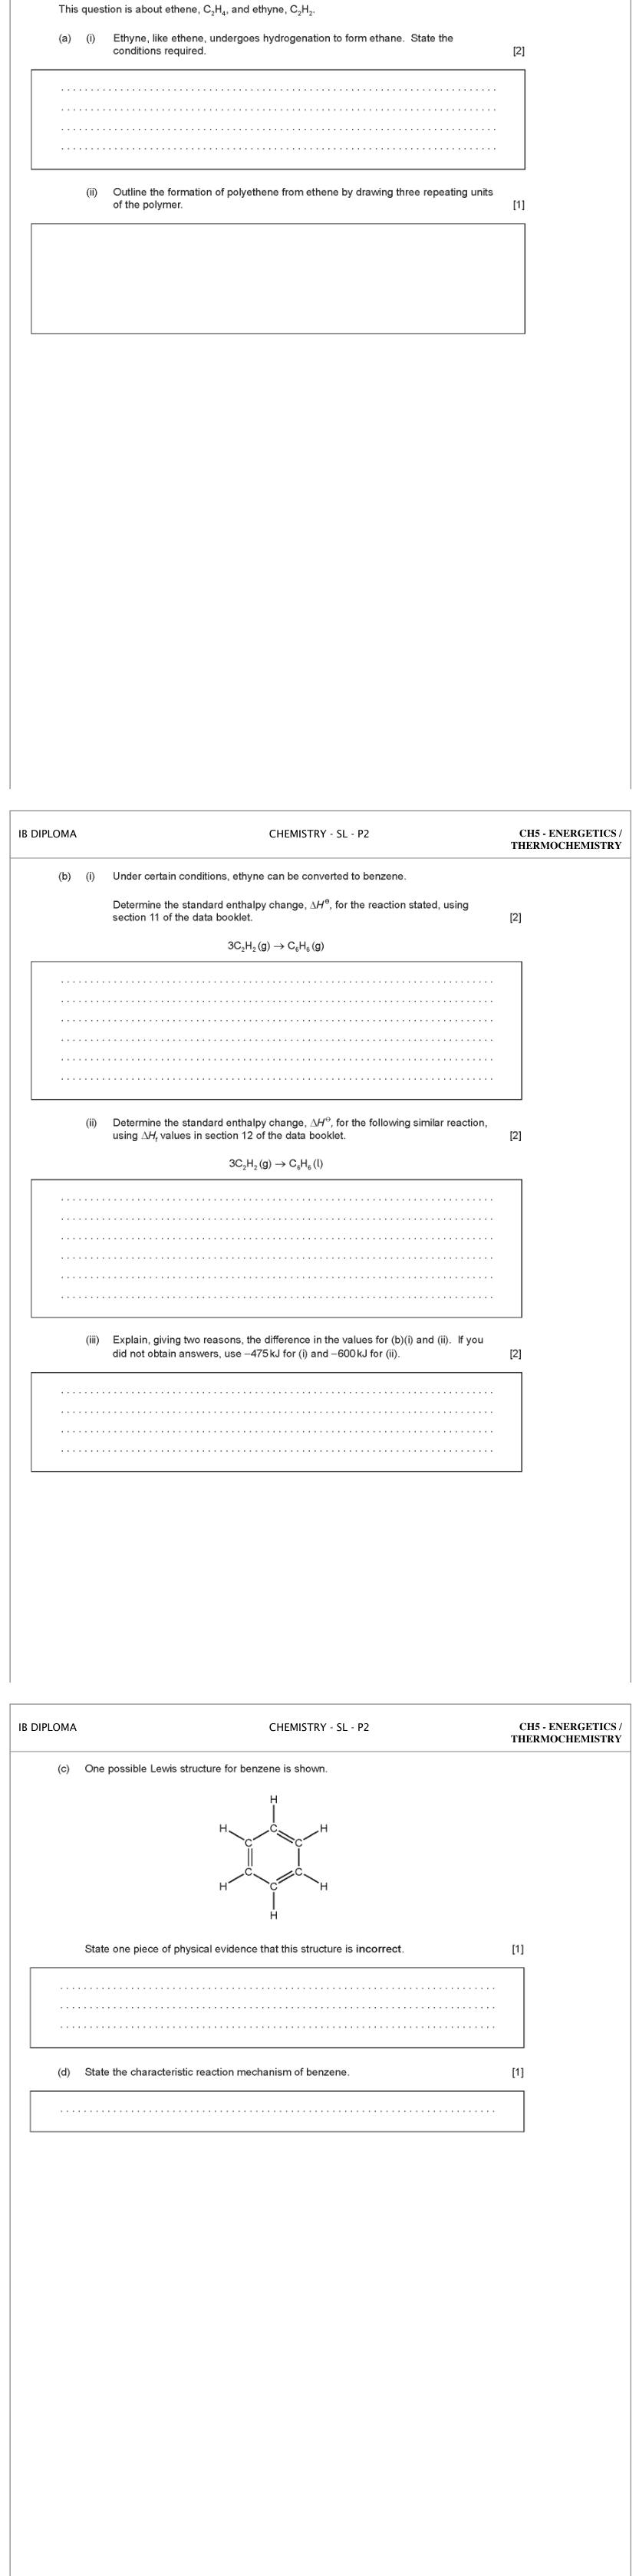 This question is about ethene, C₂H₄, and ethyne, C₂H₂.
(a) (i) Ethyne, like ethene, undergoes hydrogenation to form ethane. State the
conditions required. [2]
(ii) Outline the formation of polyethene from ethene by drawing three repeating units
of the polymer. [1]
IB DIPLOMA CHEMISTRY - SL - P2 CH5 - ENERGETICS /
THERMOCHEMISTRY
(b) (i) Under certain conditions, ethyne can be converted to benzene.
Determine the standard enthalpy change, ΔH⦵, for the reaction stated, using
section 11 of the data booklet. [2]
3C₂H₂(g) → C₆H₆(g)
(ii) Determine the standard enthalpy change, ΔH⦵, for the following similar reaction,
using ΔHf values in section 12 of the data booklet. [2]
3C₂H₂(g) → C₆H₆(l)
(iii) Explain, giving two reasons, the difference in the values for (b)(i) and (ii). If you
did not obtain answers, use −475 kJ for (i) and −600 kJ for (ii). [2]
IB DIPLOMA CHEMISTRY - SL - P2 CH5 - ENERGETICS /
THERMOCHEMISTRY
(c) One possible Lewis structure for benzene is shown.
H
H C H
C C
C C
H C H
H
State one piece of physical evidence that this structure is incorrect. [1]
(d) State the characteristic reaction mechanism of benzene. [1]